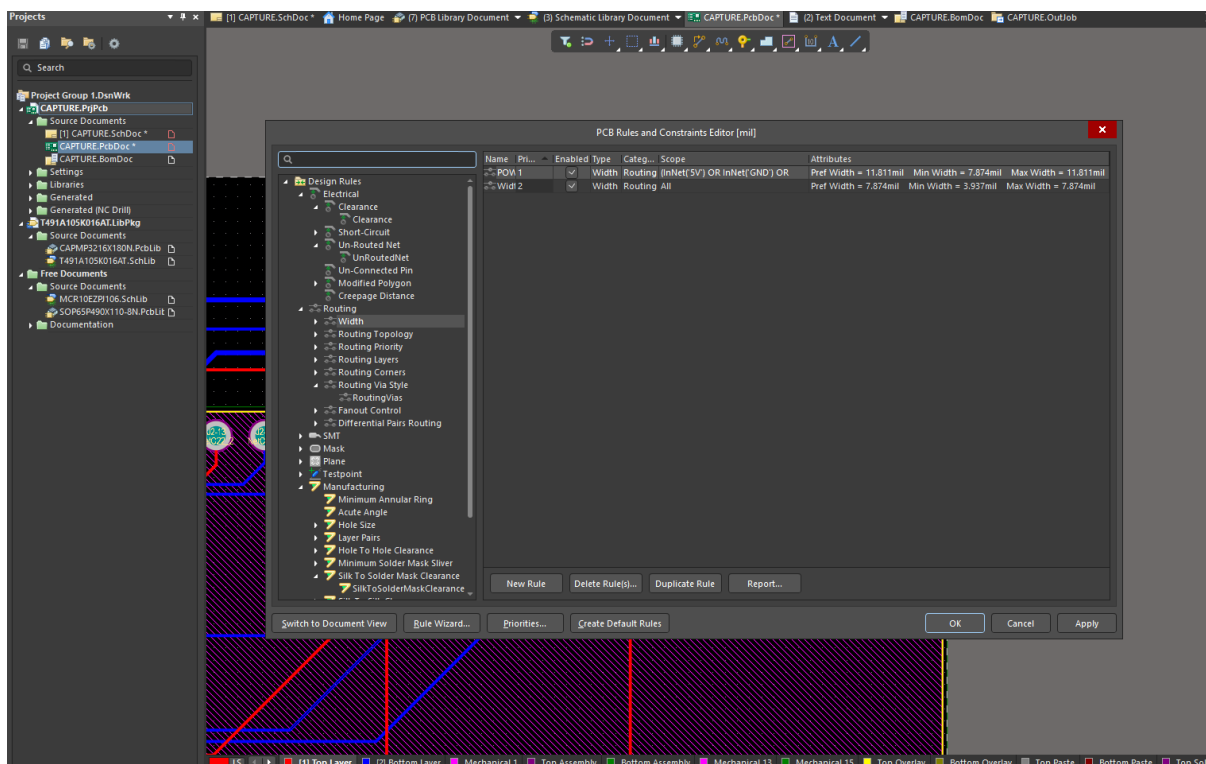 Projects
[1] CAPTURE.SchDoc * Home Page (7) PCB Library Document (3) Schematic Library Document CAPTURE.PcbDoc * (2) Text Document CAPTURE.BomDoc CAPTURE.OutJob
Search
Project Group 1.DsnWrk
CAPTURE.PrjPcb
Source Documents
[1] CAPTURE.SchDoc *
CAPTURE.PcbDoc *
CAPTURE.BomDoc
Settings
Libraries
Generated
Generated (NC Drill)
T491A105K016AT.LibPkg
Source Documents
CAPMP3216X180N.PcbLib
T491A105K016AT.SchLib
Free Documents
Source Documents
MCR10EZPJ106.SchLib
SOP65P490X110-8N.PcbLit
Documentation
PCB Rules and Constraints Editor [mil]
Design Rules
Electrical
Clearance
Clearance
Short-Circuit
Un-Routed Net
UnRoutedNet
Un-Connected Pin
Modified Polygon
Creepage Distance
Routing
Width
Routing Topology
Routing Priority
Routing Layers
Routing Corners
Routing Via Style
RoutingVias
Fanout Control
Differential Pairs Routing
SMT
Mask
Plane
Testpoint
Manufacturing
Minimum Annular Ring
Acute Angle
Hole Size
Layer Pairs
Hole To Hole Clearance
Minimum Solder Mask Sliver
Silk To Solder Mask Clearance
SilkToSolderMaskClearance
Name Pri... Enabled Type Categ... Scope Attributes
POW 1 Width Routing (InNet('5V') OR InNet('GND') OR Pref Width = 11.811mil Min Width = 7.874mil Max Width = 11.811mil
Widt 2 Width Routing All Pref Width = 7.874mil Min Width = 3.937mil Max Width = 7.874mil
New Rule Delete Rule(s)... Duplicate Rule Report...
Switch to Document View Rule Wizard... Priorities... Create Default Rules OK Cancel Apply
LS [1] Top Layer [2] Bottom Layer Mechanical 1 Top Assembly Bottom Assembly Mechanical 13 Mechanical 15 Top Overlay Bottom Overlay Top Paste Bottom Paste Top Sol